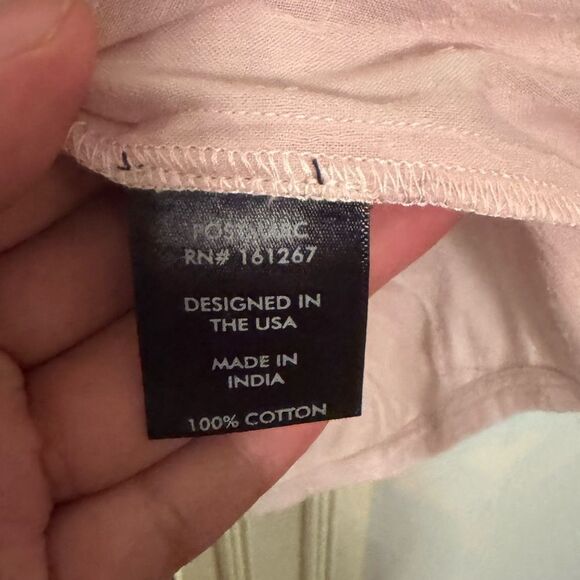 RN# 161267
DESIGNED IN
THE USA
MADE IN
INDIA
100% COTTON